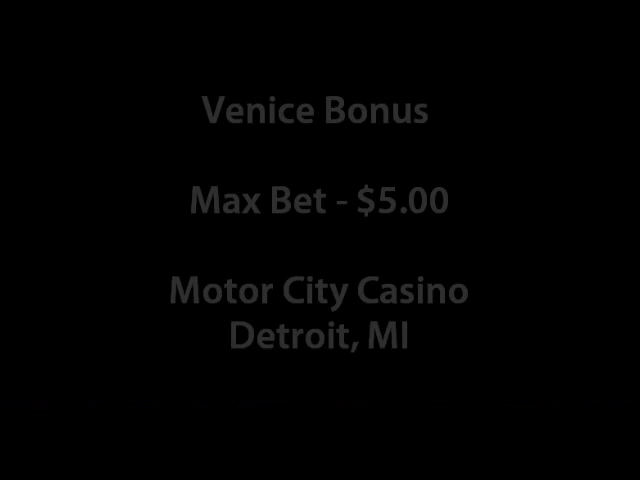 Venice Bonus
Max Bet - $5.00
Motor City Casino
Detroit, MI